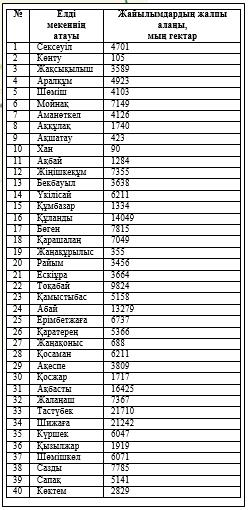 № Елді мекеннің атауы Жайылымдардың жалпы алаңы, мың гектар
1 Сексеуіл 4701
2 Көнту 105
3 Жақсықылыш 3589
4 Аралқұм 4923
5 Шөміш 4103
6 Мойнақ 7149
7 Аманөткел 4126
8 Аққұлақ 1740
9 Ақшатау 423
10 Хан 90
11 Ақбай 1284
12 Жіңішкеқұм 7355
13 Бекбауыл 3638
14 Үкілісай 6211
15 Құмбазар 1334
16 Құланды 14049
17 Бөген 7815
18 Қарашалаң 7049
19 Жаңақұрылыс 355
20 Райым 3456
21 Ескіұра 3664
22 Тоқабай 9824
23 Қамыстыбас 5158
24 Абай 13279
25 Ерімбетжаға 6737
26 Қаратерең 5366
27 Жаңақоныс 688
28 Қосаман 6211
29 Ақеспе 3809
30 Қосжар 1717
31 Ақбасты 16425
32 Жалаңаш 7367
33 Тастүбек 21710
34 Шижаға 21242
35 Күршек 6047
36 Қызылжар 1919
37 Шөмішкөл 6071
38 Сазды 7785
39 Сапақ 5141
40 Көктем 2829